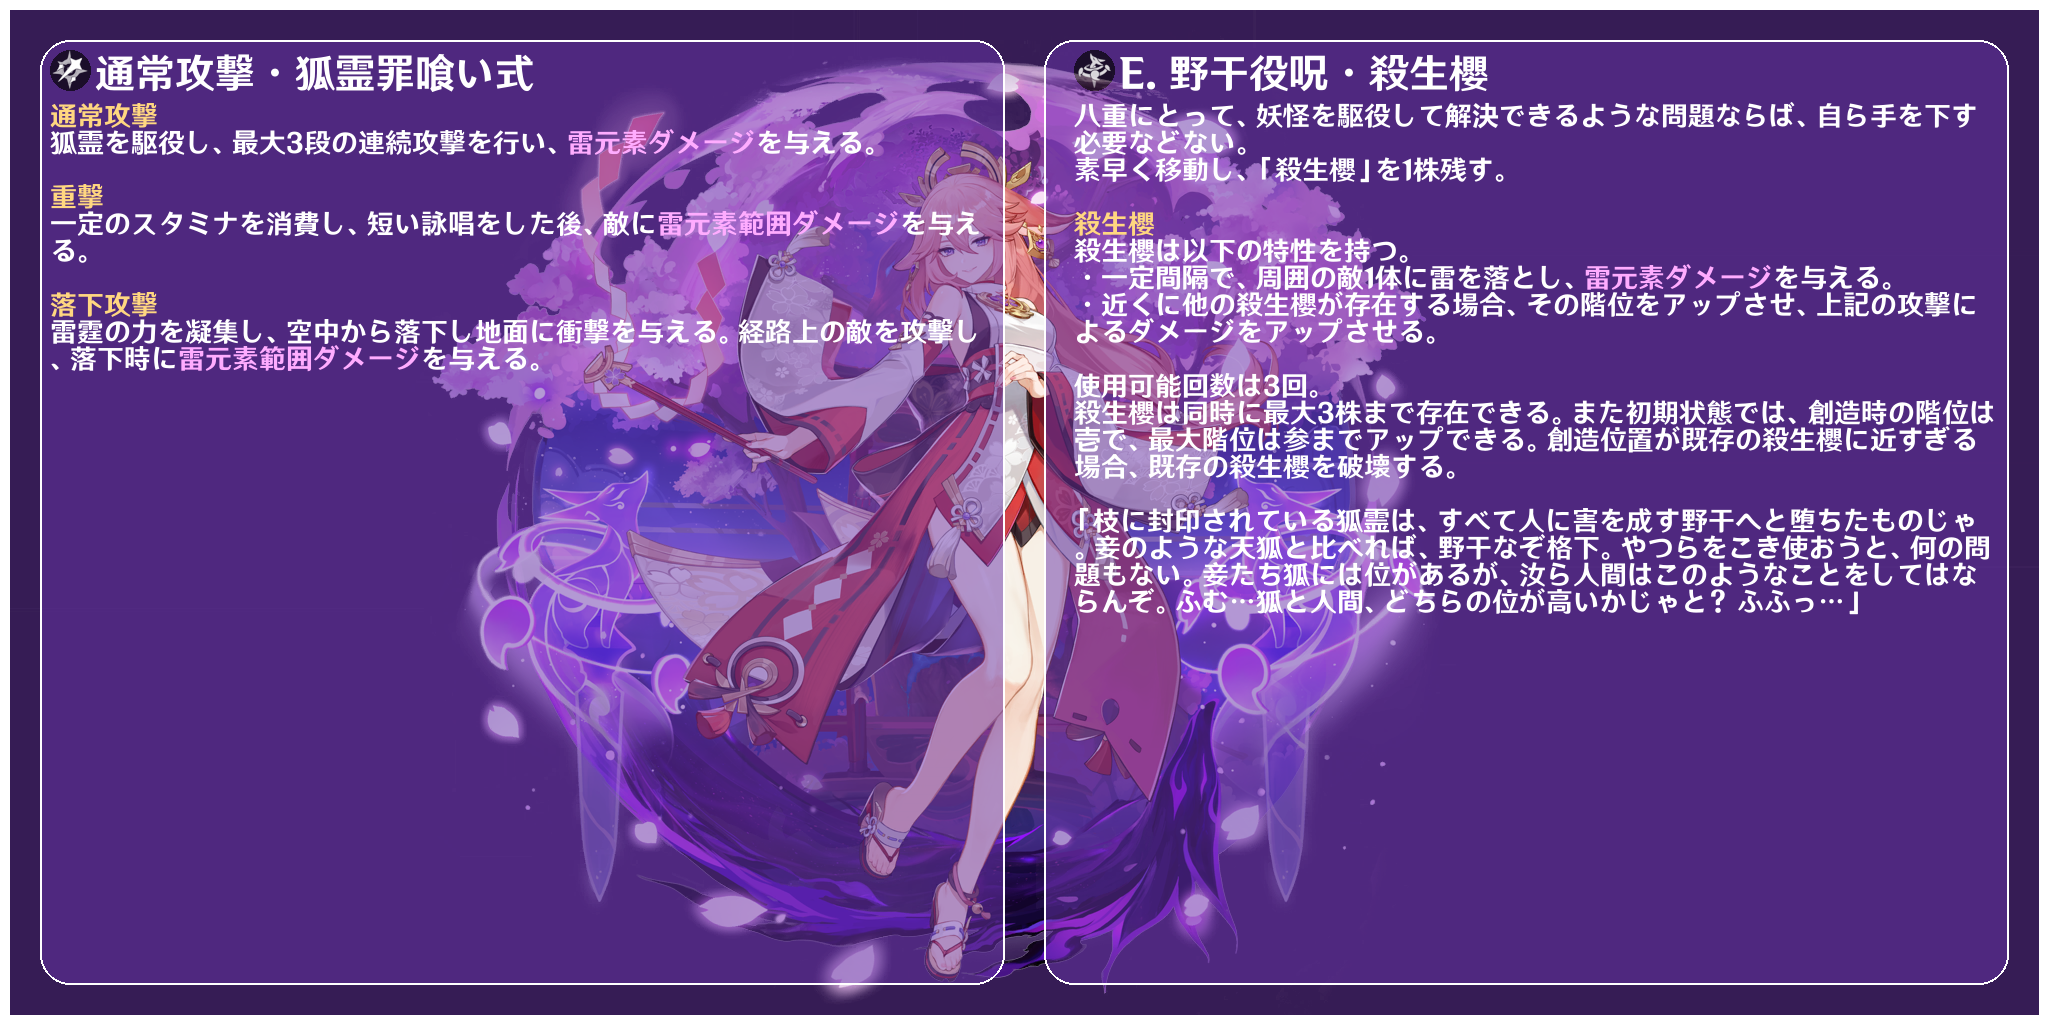 通常攻撃・狐霊罪喰い式
通常攻撃
狐霊を駆役し、最大3段の連続攻撃を行い、雷元素ダメージを与える。
重撃
一定のスタミナを消費し、短い詠唱をした後、敵に雷元素範囲ダメージを与え
る。
落下攻撃
雷霆の力を凝集し、空中から落下し地面に衝撃を与える。経路上の敵を攻撃し
、落下時に雷元素範囲ダメージを与える。
E. 野干役呪・殺生櫻
八重にとって、妖怪を駆役して解決できるような問題ならば、自ら手を下す
必要などない。
素早く移動し、「殺生櫻」を1株残す。
殺生櫻
殺生櫻は以下の特性を持つ。
・一定間隔で、周囲の敵1体に雷を落とし、雷元素ダメージを与える。
・近くに他の殺生櫻が存在する場合、その階位をアップさせ、上記の攻撃に
よるダメージをアップさせる。
使用可能回数は3回。
殺生櫻は同時に最大3株まで存在できる。また初期状態では、創造時の階位は
壱で、最大階位は参までアップできる。創造位置が既存の殺生櫻に近すぎる
場合、既存の殺生櫻を破壊する。
「枝に封印されている狐霊は、すべて人に害を成す野干へと堕ちたものじゃ
。妾のような天狐と比べれば、野干なぞ格下。やつらをこき使おうと、何の問
題もない。妾たち狐には位があるが、汝ら人間はこのようなことをしてはな
らんぞ。ふむ…狐と人間、どちらの位が高いかじゃと？ふふっ…」